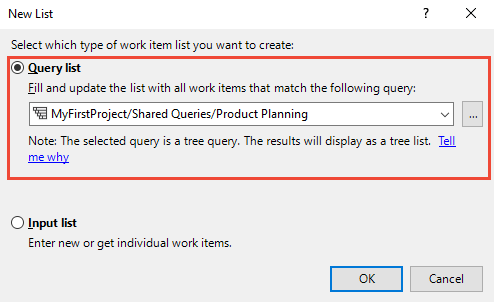 New List
?
Select which type of work item list you want to create:
Query list
Fill and update the list with all work items that match the following query:
MyFirstProject/Shared Queries/Product Planning
...
Note: The selected query is a tree query. The results will display as a tree list. Tell
me why
Input list
Enter new or get individual work items.
OK
Cancel